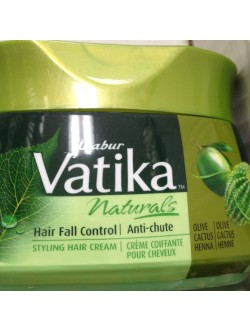 Dabur
Vatika™
Naturals
Hair Fall Control | Anti-chute
STYLING HAIR CREAM | CRÈME COIFFANTE
POUR CHEVEUX
OLIVE
CACTUS
HENNA
OLIVE
CACTUS
HENNÉ